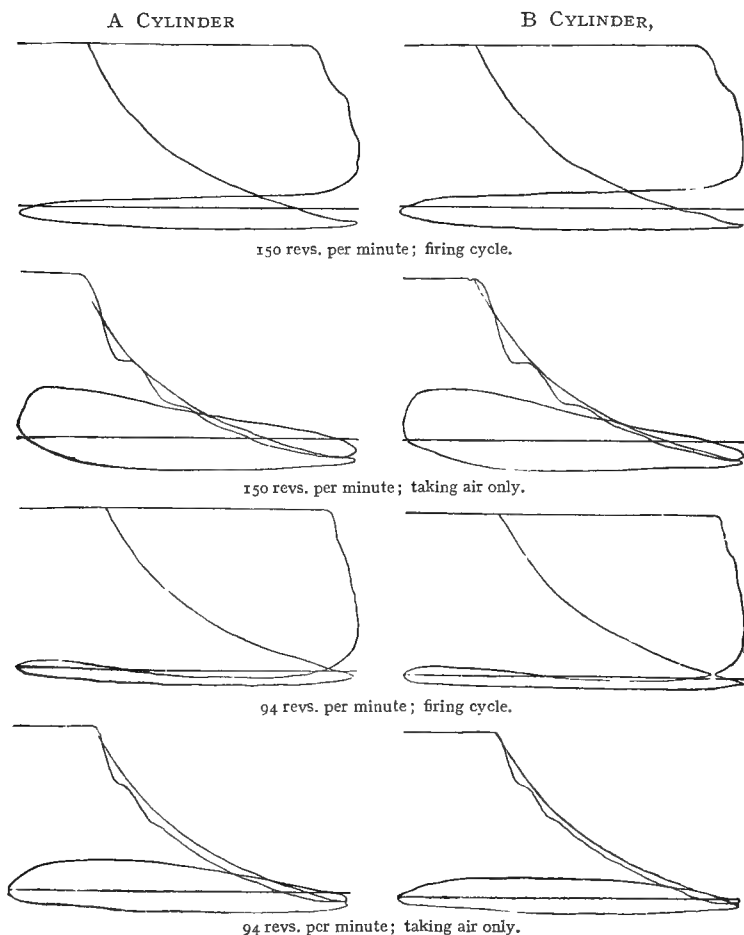 A CYLINDER
B CYLINDER,
150 revs. per minute; firing cycle.
150 revs. per minute; taking air only.
94 revs. per minute; firing cycle.
94 revs. per minute; taking air only.